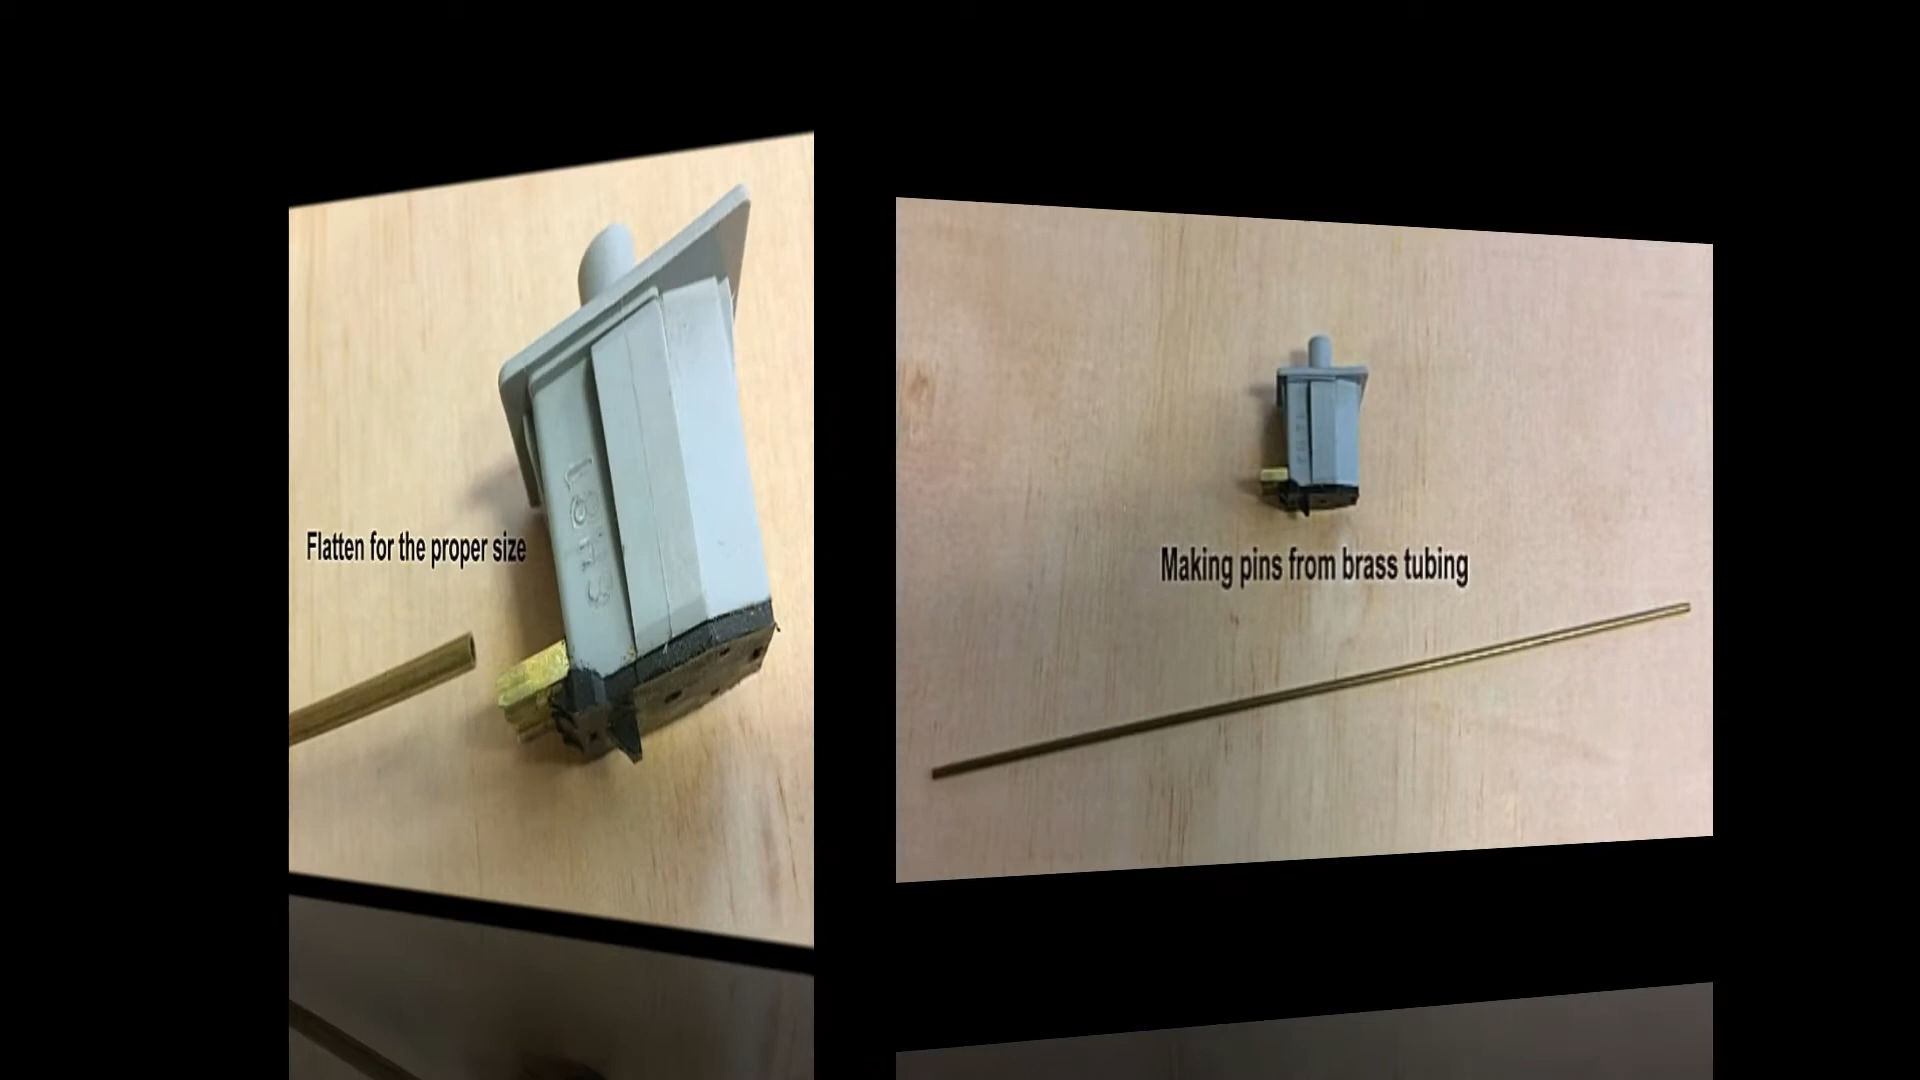 Flatten for the proper size
Making pins from brass tubing